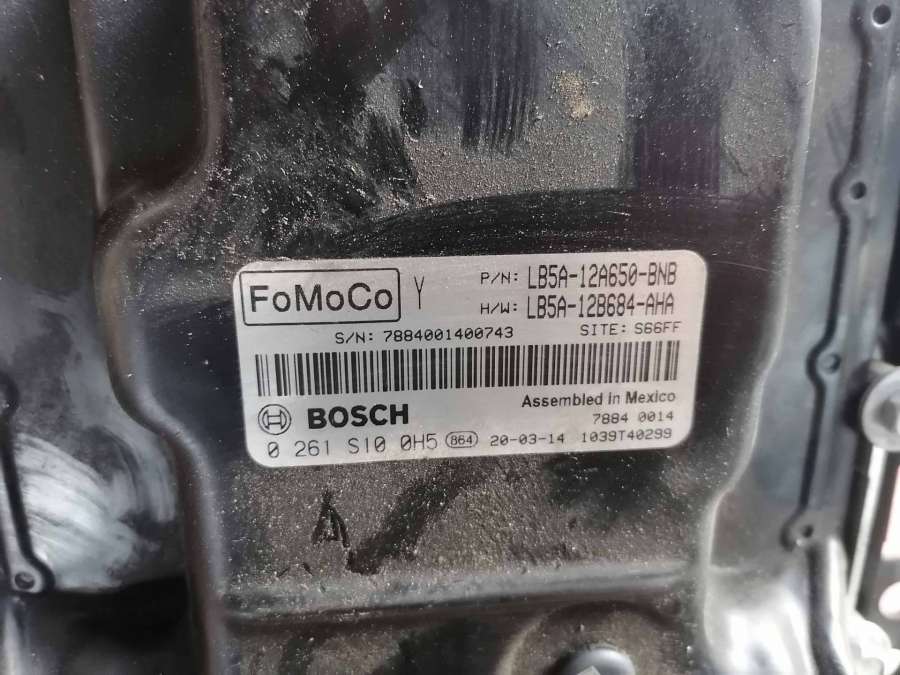 FoMoCo Y P/N: LB5A-12A650-BNB
H/W: LB5A-12B684-AHA
S/N: 7884001400743 SITE: S66FF
Assembled in Mexico
BOSCH 7884 0014
0 261 S10 0H5 864 20-03-14 1039T40299